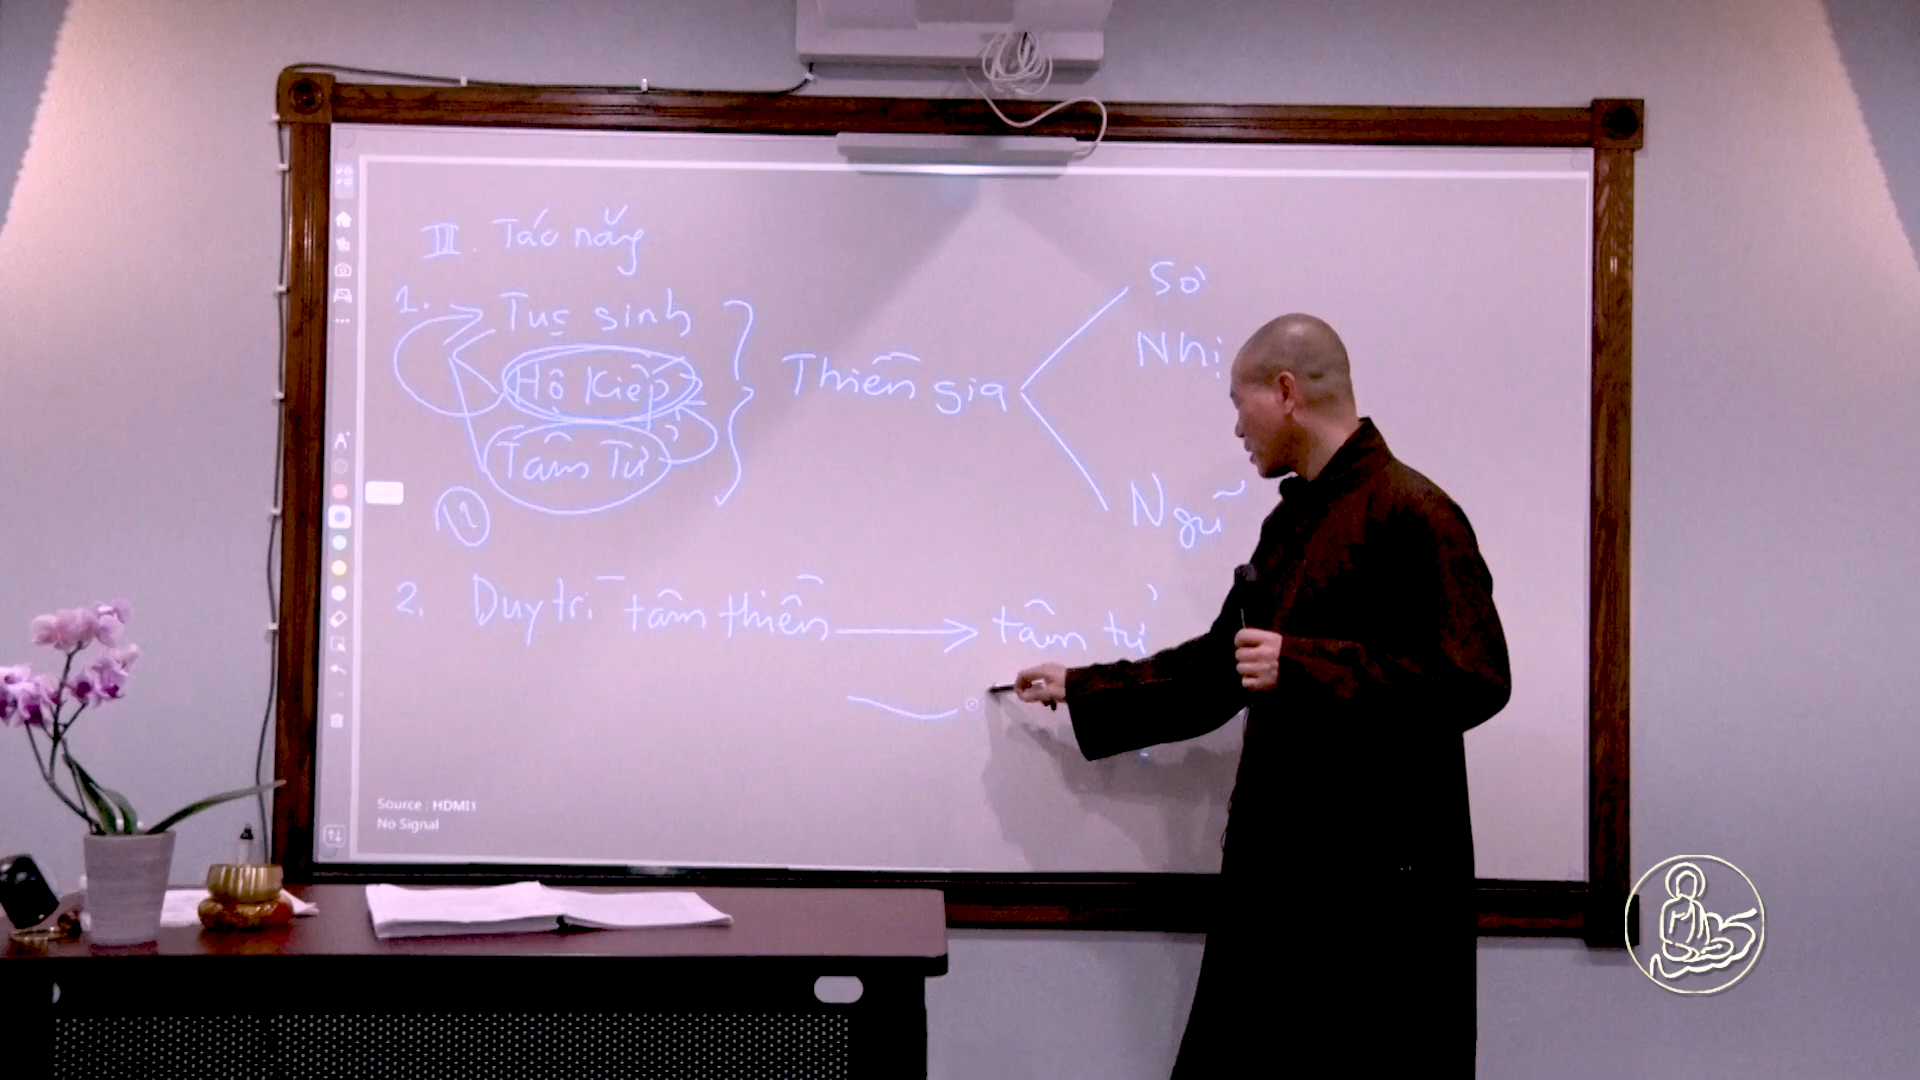 III. Tác năng
1. → Tục sinh
Hộ Kiếp
Tâm Tử
Thiền gia
Sơ
Nhị
Ngũ
2. Duy trì tâm thiền → tâm tử
Source : HDMI1
No Signal